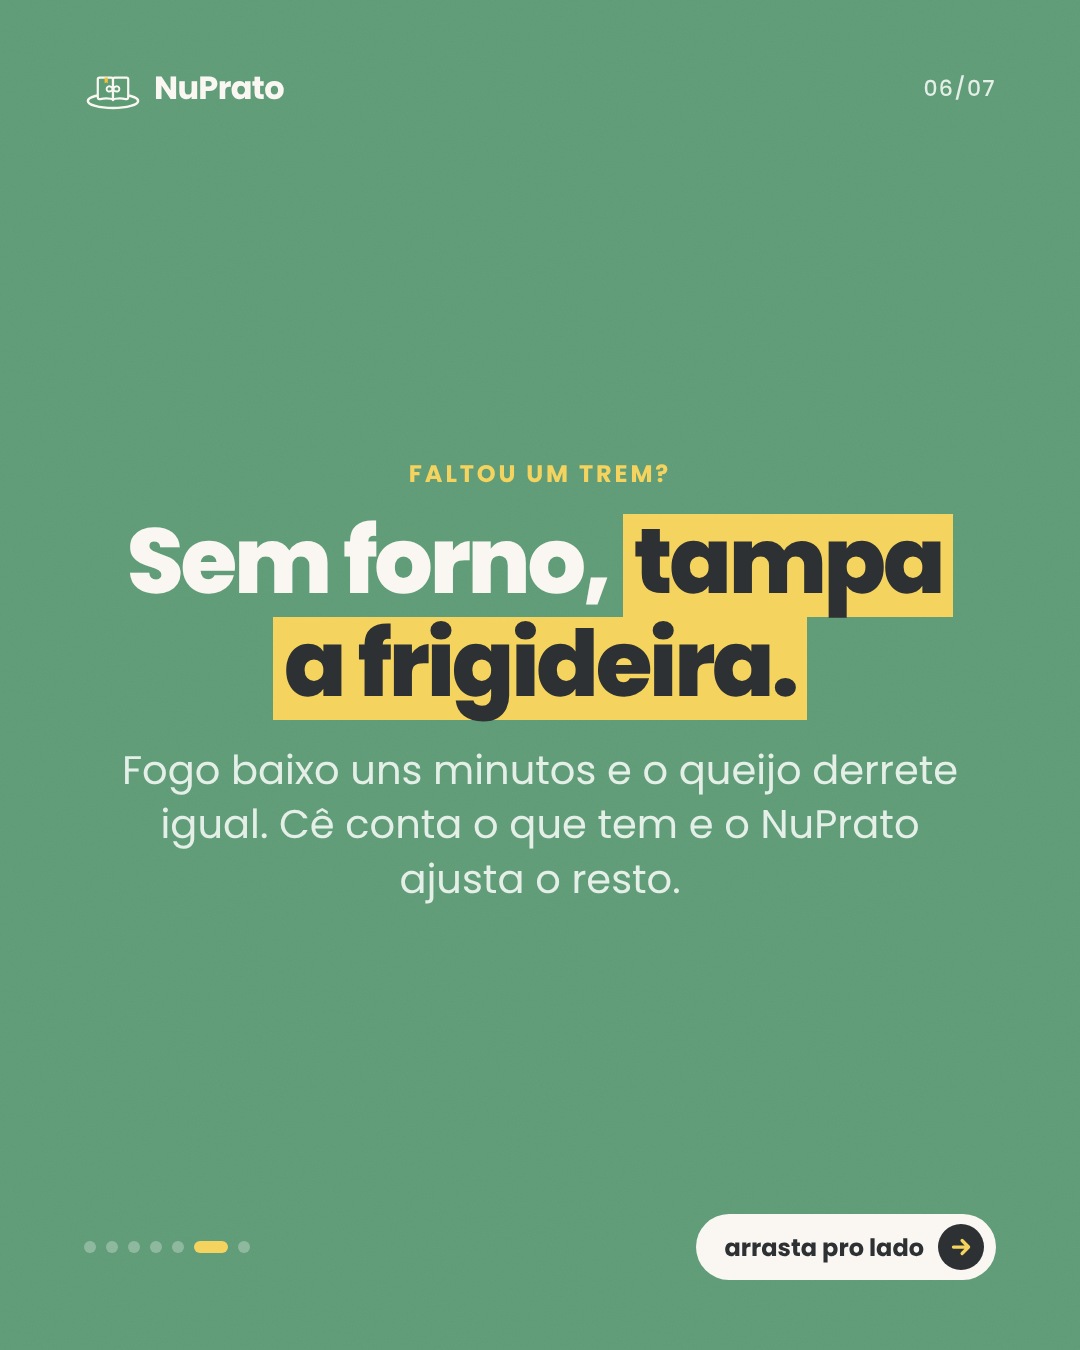 NuPrato
06/07
FALTOU UM TREM?
Sem forno, tampa
a frigideira.
Fogo baixo uns minutos e o queijo derrete
igual. Cê conta o que tem e o NuPrato
ajusta o resto.
arrasta pro lado